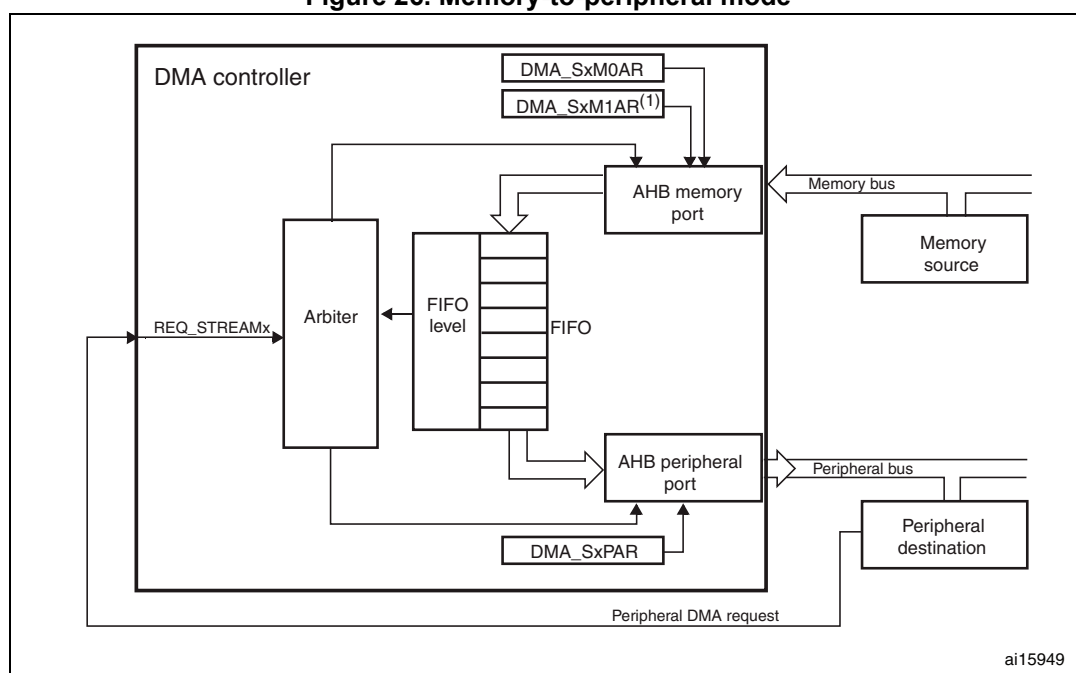 Figure 26. Memory-to-peripheral mode
DMA controller
DMA_SxM0AR
DMA_SxM1AR(1)
AHB memory
port
Memory bus
Memory
source
REQ_STREAMx
Arbiter
FIFO
level
FIFO
AHB peripheral
port
Peripheral bus
DMA_SxPAR
Peripheral
destination
Peripheral DMA request
ai15949